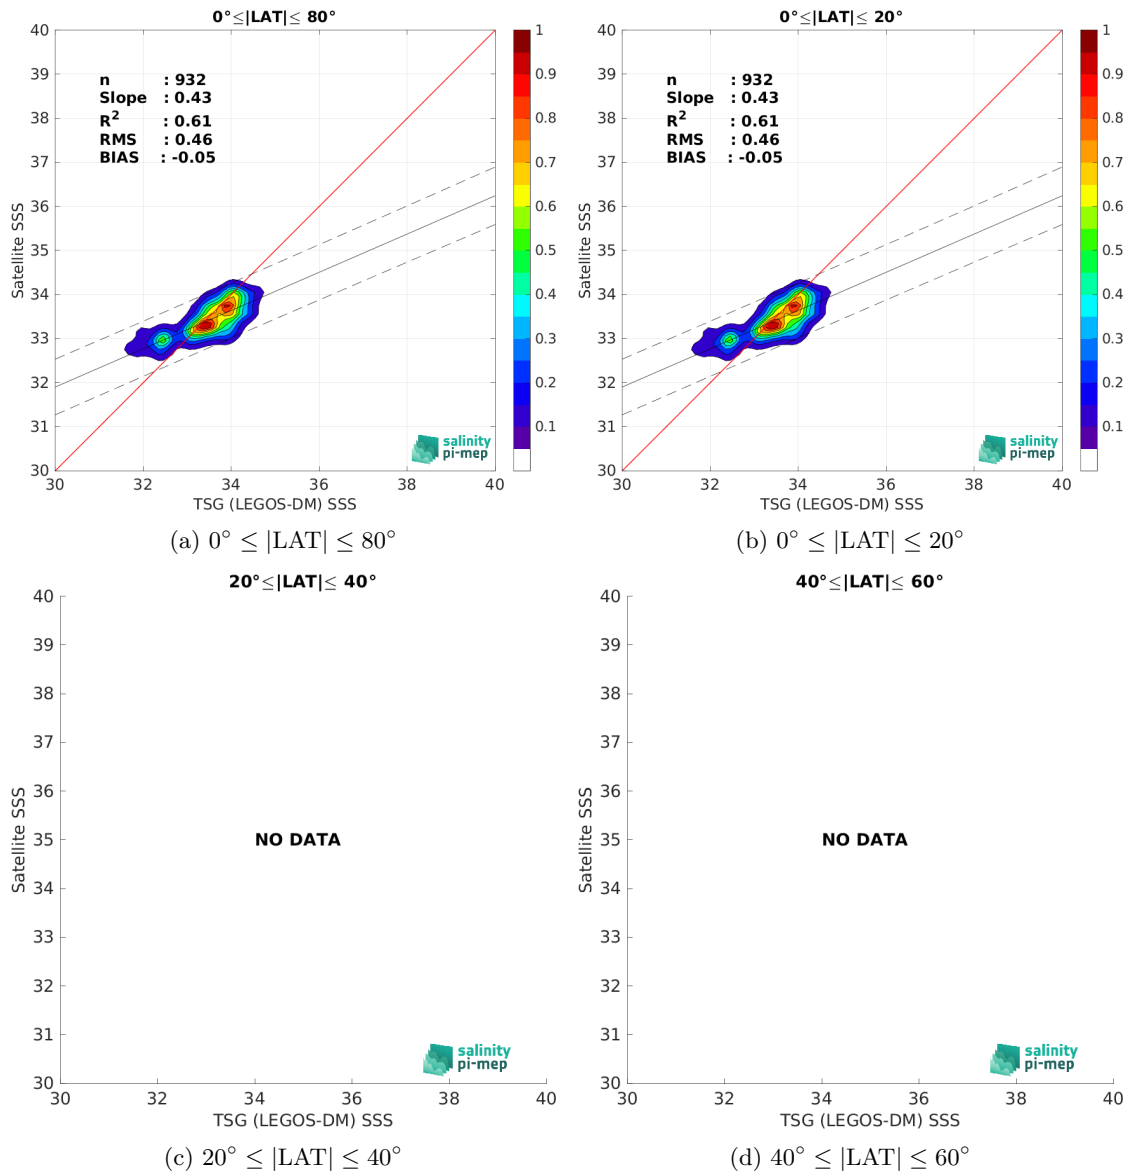 0°≤|LAT|≤ 80°
40
39
38
37
36
35
34
33
32
31
30
Satellite SSS
n : 932
Slope : 0.43
R2 : 0.61
RMS : 0.46
BIAS : -0.05
salinity
pi-mep
30 32 34 36 38 40
TSG (LEGOS-DM) SSS
1
0.9
0.8
0.7
0.6
0.5
0.4
0.3
0.2
0.1
(a) 0° ≤ |LAT| ≤ 80°
0°≤|LAT|≤ 20°
40
39
38
37
36
35
34
33
32
31
30
Satellite SSS
n : 932
Slope : 0.43
R2 : 0.61
RMS : 0.46
BIAS : -0.05
salinity
pi-mep
30 32 34 36 38 40
TSG (LEGOS-DM) SSS
1
0.9
0.8
0.7
0.6
0.5
0.4
0.3
0.2
0.1
(b) 0° ≤ |LAT| ≤ 20°
20°≤|LAT|≤ 40°
40
39
38
37
36
35
34
33
32
31
30
Satellite SSS
NO DATA
salinity
pi-mep
30 32 34 36 38 40
TSG (LEGOS-DM) SSS
(c) 20° ≤ |LAT| ≤ 40°
40°≤|LAT|≤ 60°
40
39
38
37
36
35
34
33
32
31
30
Satellite SSS
NO DATA
salinity
pi-mep
30 32 34 36 38 40
TSG (LEGOS-DM) SSS
(d) 40° ≤ |LAT| ≤ 60°